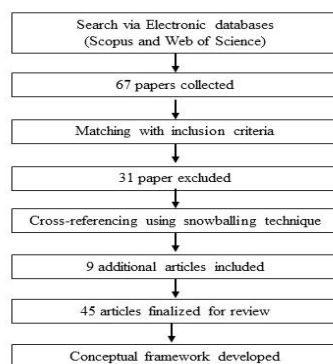 Search via Electronic databases
(Scopus and Web of Science)
67 papers collected
Matching with inclusion criteria
31 paper excluded
Cross-referencing using snowballing technique
9 additional articles included
45 articles finalized for review
Conceptual framework developed